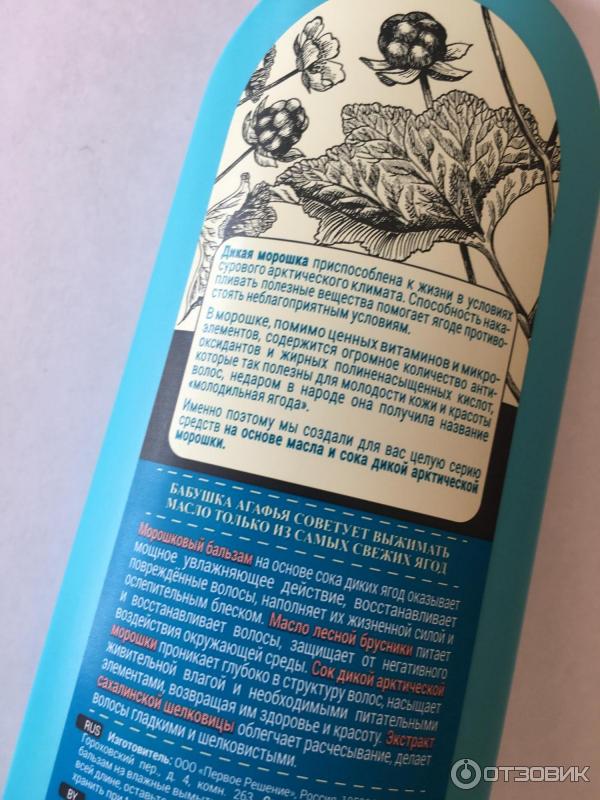 Дикая морошка приспособлена к жизни в условиях
сурового арктического климата. Способность нака-
пливать полезные вещества помогает ягоде противо-
стоять неблагоприятным условиям.
В морошке, помимо ценных витаминов и микро-
элементов, содержится огромное количество анти-
оксидантов и жирных полиненасыщенных кислот,
которые так полезны для молодости кожи и красоты
волос, недаром в народе она получила название
«молодильная ягода».
Именно поэтому мы создали для вас целую серию
средств на основе масла и сока дикой арктической
морошки.
БАБУШКА АГАФЬЯ СОВЕТУЕТ ВЫЖИМАТЬ
МАСЛО ТОЛЬКО ИЗ САМЫХ СВЕЖИХ ЯГОД
Морошковый бальзам на основе сока диких ягод оказывает
мощное увлажняющее действие, восстанавливает
повреждённые волосы, наполняет их жизненной силой и
ослепительным блеском. Масло лесной брусники питает
и восстанавливает волосы, защищает от негативного
воздействия окружающей среды. Сок дикой арктической
морошки проникает глубоко в структуру волос, насыщает
живительной влагой и необходимыми питательными
элементами, возвращая им здоровье и красоту. Экстракт
сахалинской шелковицы облегчает расчесывание, делает
волосы гладкими и шелковистыми.
RUS Изготовитель: ООО «Первое Решение», Россия,
Гороховский пер., д. 4, комн. 263.
бальзам на влажные
всей длине,
хранить при
BY
ОТЗОВИК